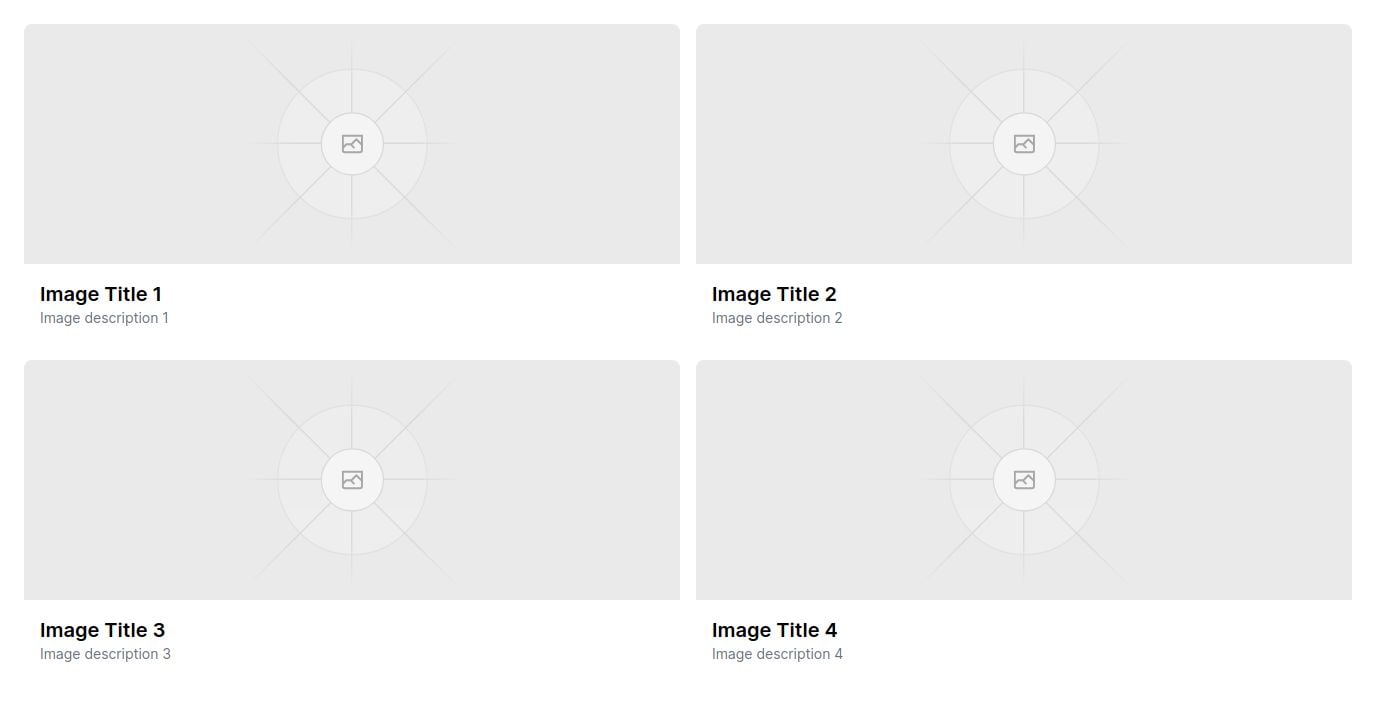 Image Title 1
Image description 1
Image Title 2
Image description 2
Image Title 3
Image description 3
Image Title 4
Image description 4